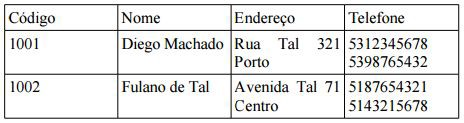 Código Nome Endereço Telefone
1001 Diego Machado Rua Tal 321 5312345678
Porto 5398765432
1002 Fulano de Tal Avenida Tal 71 5187654321
Centro 5143215678